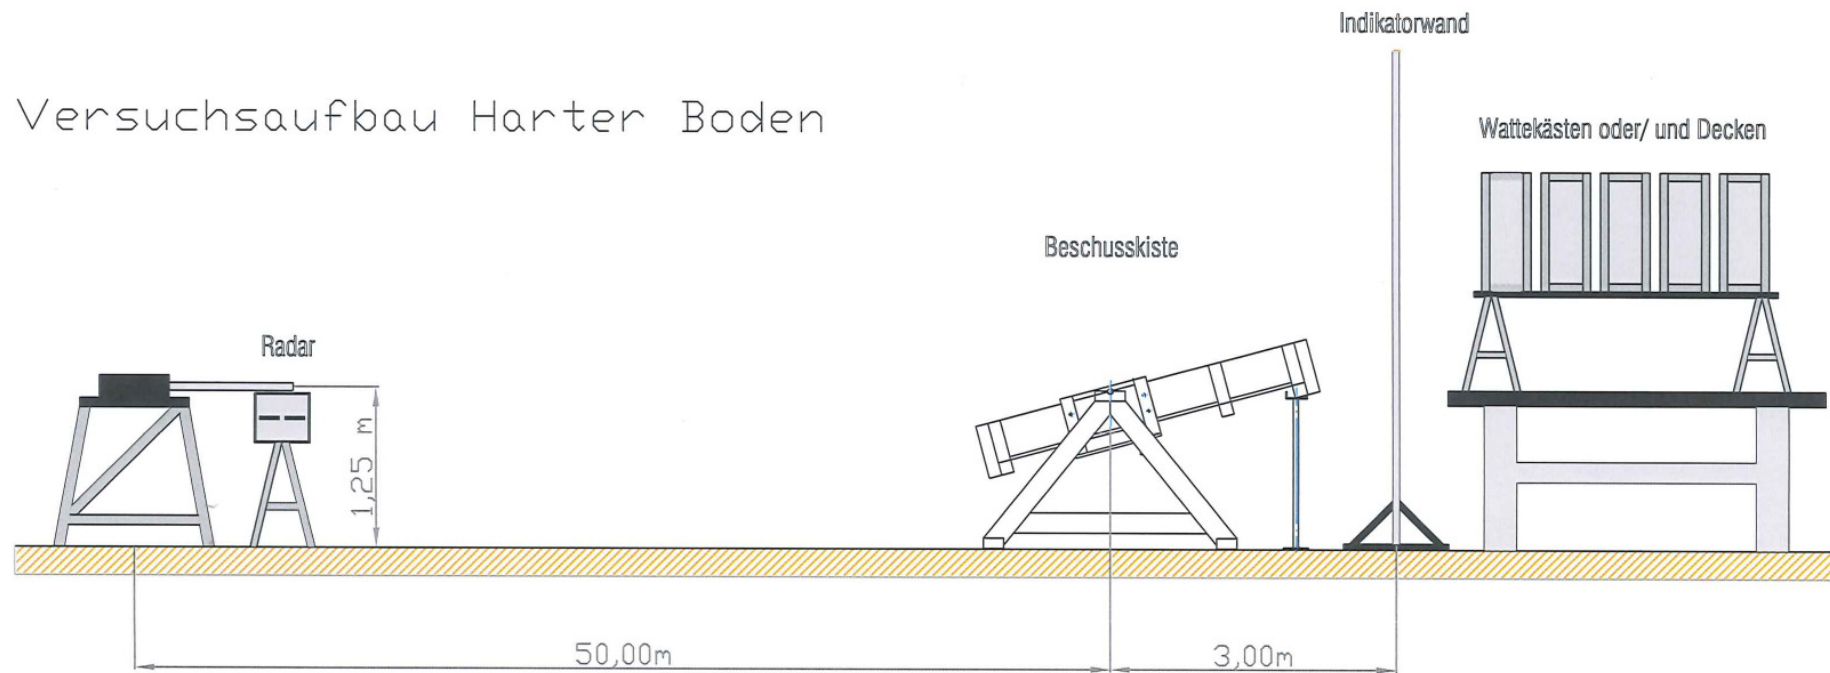 Indikatorwand
Versuchsaufbau Harter Boden
Wattekästen oder/ und Decken
Beschusskiste
Radar
1,25 m
50,00m
3,00m